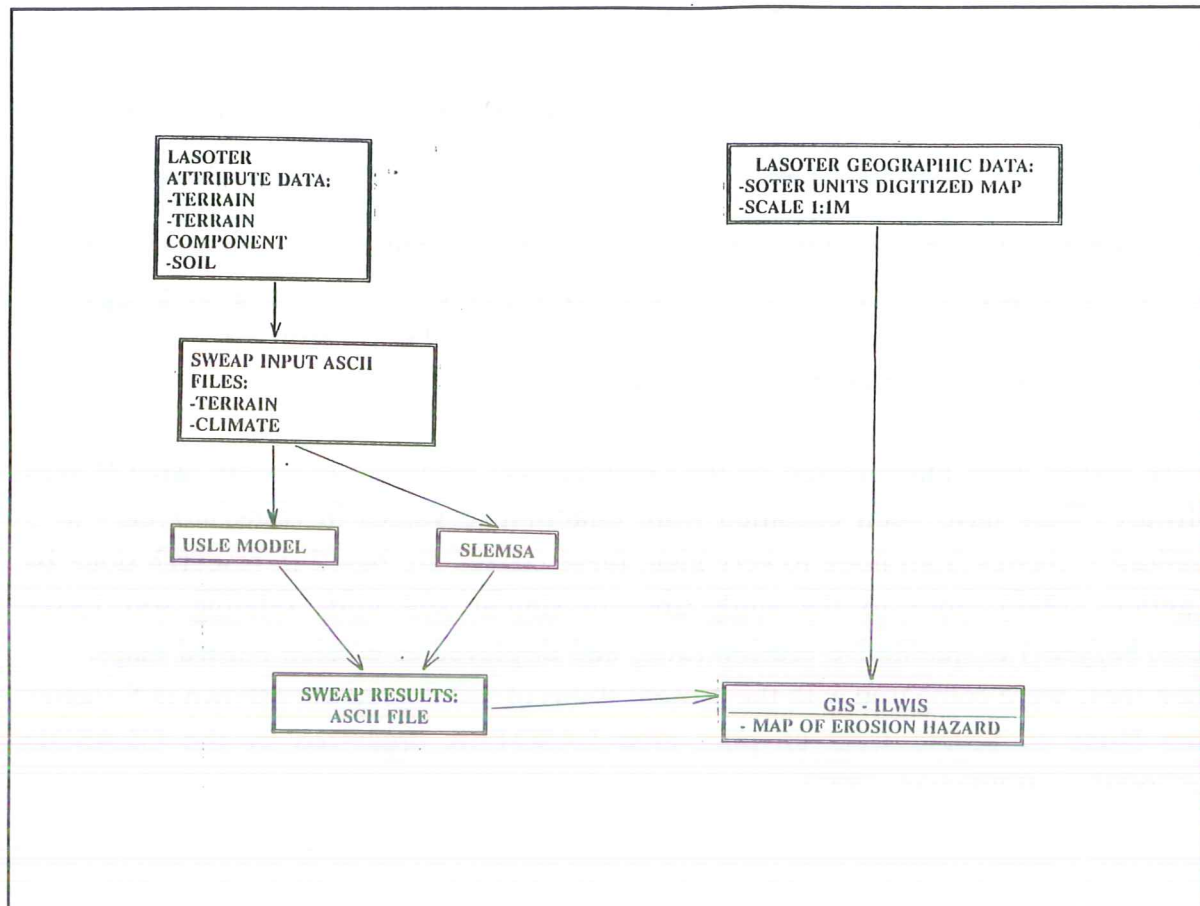 LASOTER
ATTRIBUTE DATA:
-TERRAIN
-TERRAIN
COMPONENT
-SOIL
LASOTER GEOGRAPHIC DATA:
-SOTER UNITS DIGITIZED MAP
-SCALE 1:1M
SWEAP INPUT ASCII
FILES:
-TERRAIN
-CLIMATE
USLE MODEL
SLEMSA
SWEAP RESULTS:
ASCII FILE
GIS - ILWIS
- MAP OF EROSION HAZARD